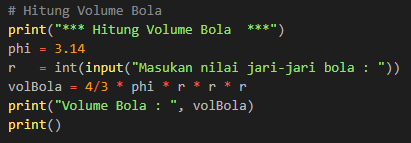 # Hitung Volume Bola
print("*** Hitung Volume Bola  ***")
phi = 3.14
r   = int(input("Masukan nilai jari-jari bola : "))
volBola = 4/3 * phi * r * r * r
print("Volume Bola : ", volBola)
print()